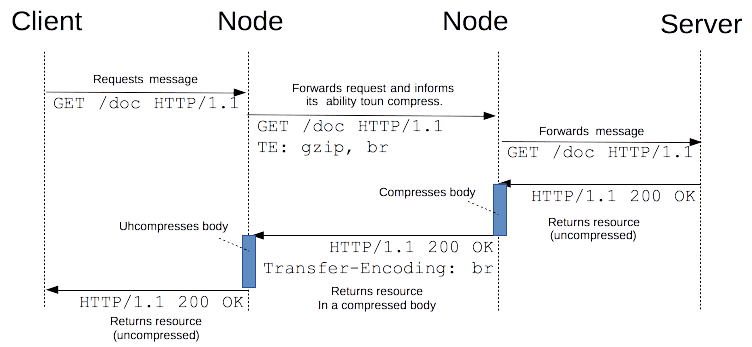 Client
Node
Node
Server
Requests message
GET /doc HTTP/1.1
Forwards request and informs
its ability toun compress.
GET /doc HTTP/1.1
TE: gzip, br
Forwards message
GET /doc HTTP/1.1
HTTP/1.1 200 OK
Returns resource
(uncompressed)
Compresses body
HTTP/1.1 200 OK
Transfer-Encoding: br
Returns resource
In a compressed body
Uhcompresses body
HTTP/1.1 200 OK
Returns resource
(uncompressed)